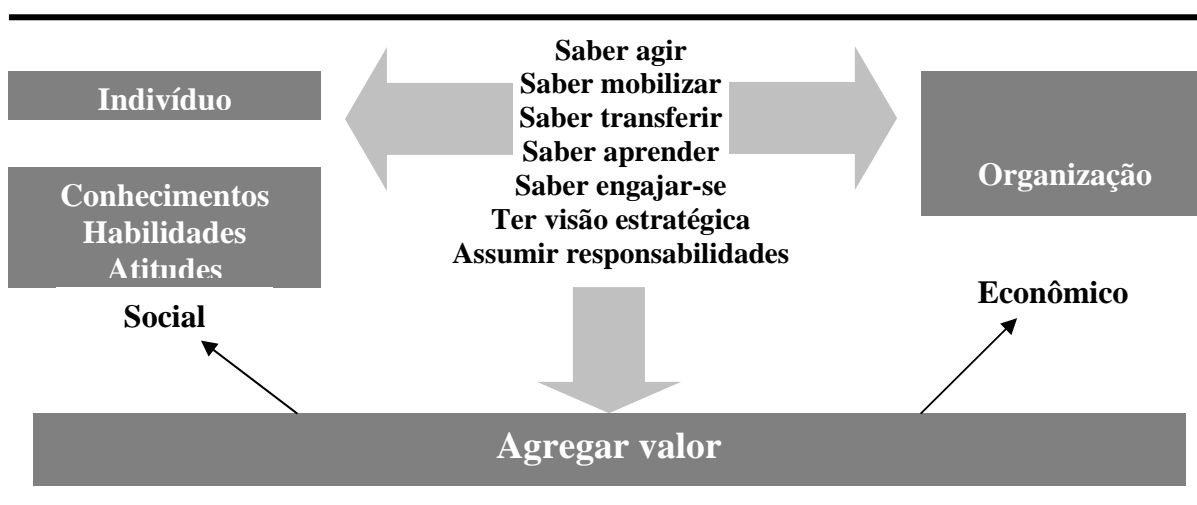 Indivíduo
Conhecimentos
Habilidades
Atitudes
Social
Saber agir
Saber mobilizar
Saber transferir
Saber aprender
Saber engajar-se
Ter visão estratégica
Assumir responsabilidades
Organização
Econômico
Agregar valor